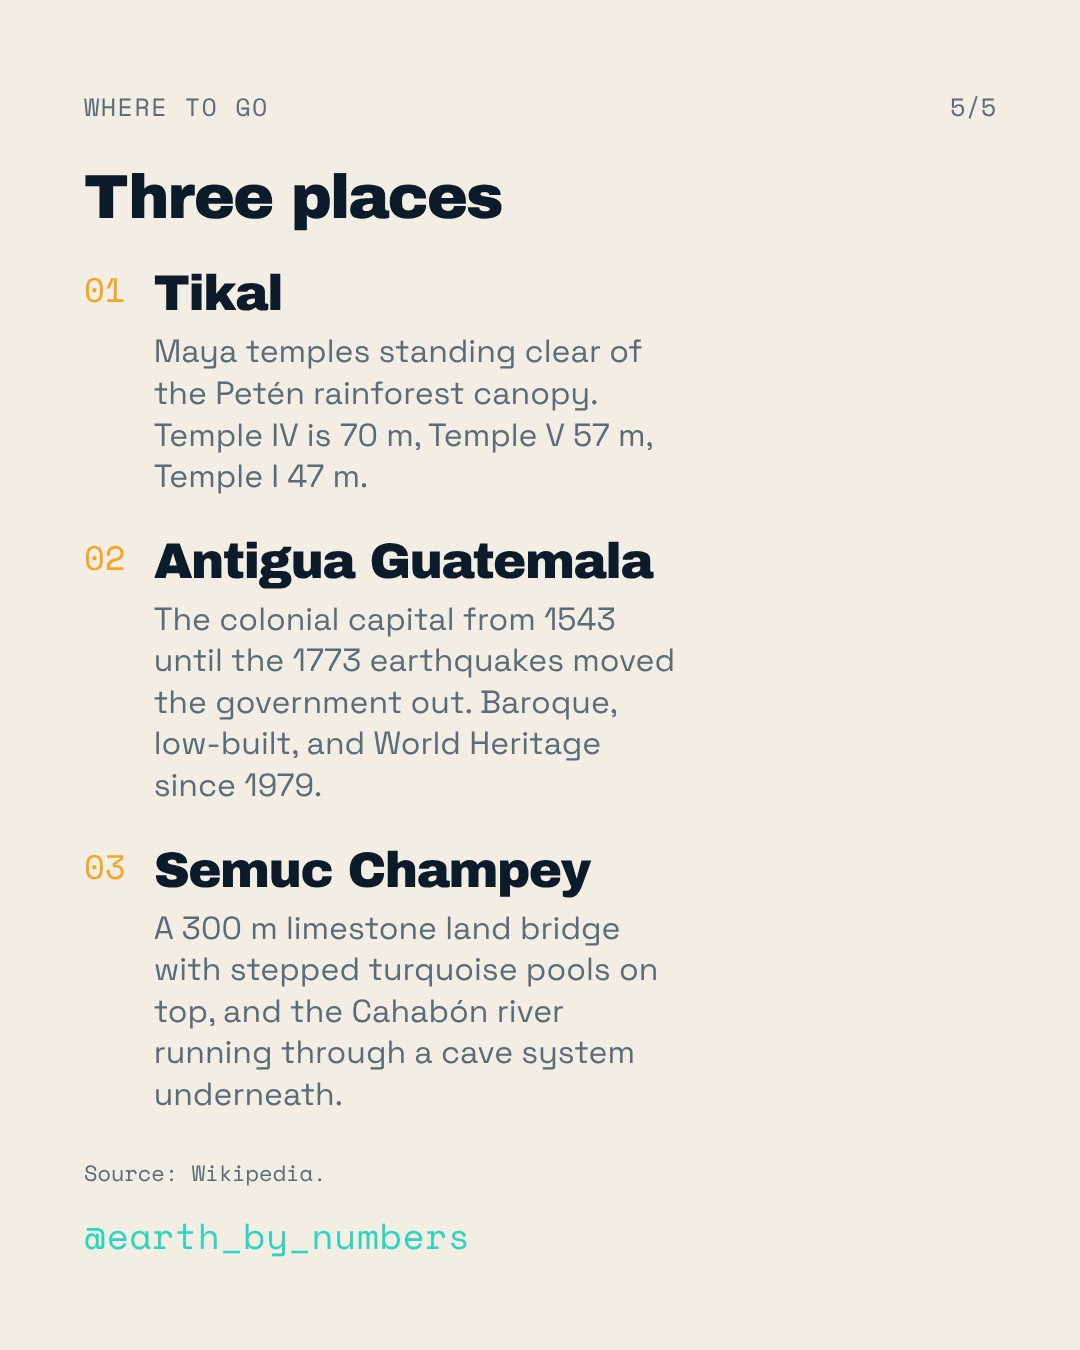 WHERE TO GO
5/5
Three places
01 Tikal
Maya temples standing clear of
the Petén rainforest canopy.
Temple IV is 70 m, Temple V 57 m,
Temple I 47 m.
02 Antigua Guatemala
The colonial capital from 1543
until the 1773 earthquakes moved
the government out. Baroque,
low-built, and World Heritage
since 1979.
03 Semuc Champey
A 300 m limestone land bridge
with stepped turquoise pools on
top, and the Cahabón river
running through a cave system
underneath.
Source: Wikipedia.
@earth_by_numbers